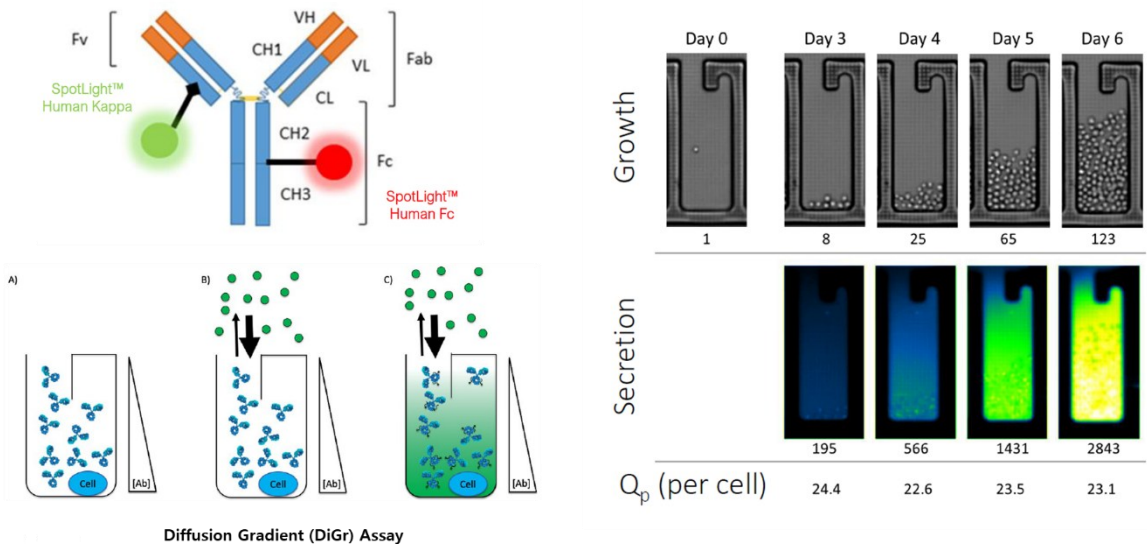 Fv
VH
CH1
VL
Fab
SpotLight™
Human Kappa
CL
CH2
Fc
CH3
SpotLight™
Human Fc
A)
B)
C)
Cell
[Ab]
Cell
[Ab]
Cell
[Ab]
Diffusion Gradient (DiGr) Assay
Day 0 Day 3 Day 4 Day 5 Day 6
Growth
1 8 25 65 123
Secretion
195 566 1431 2843
Qp (per cell) 24.4 22.6 23.5 23.1